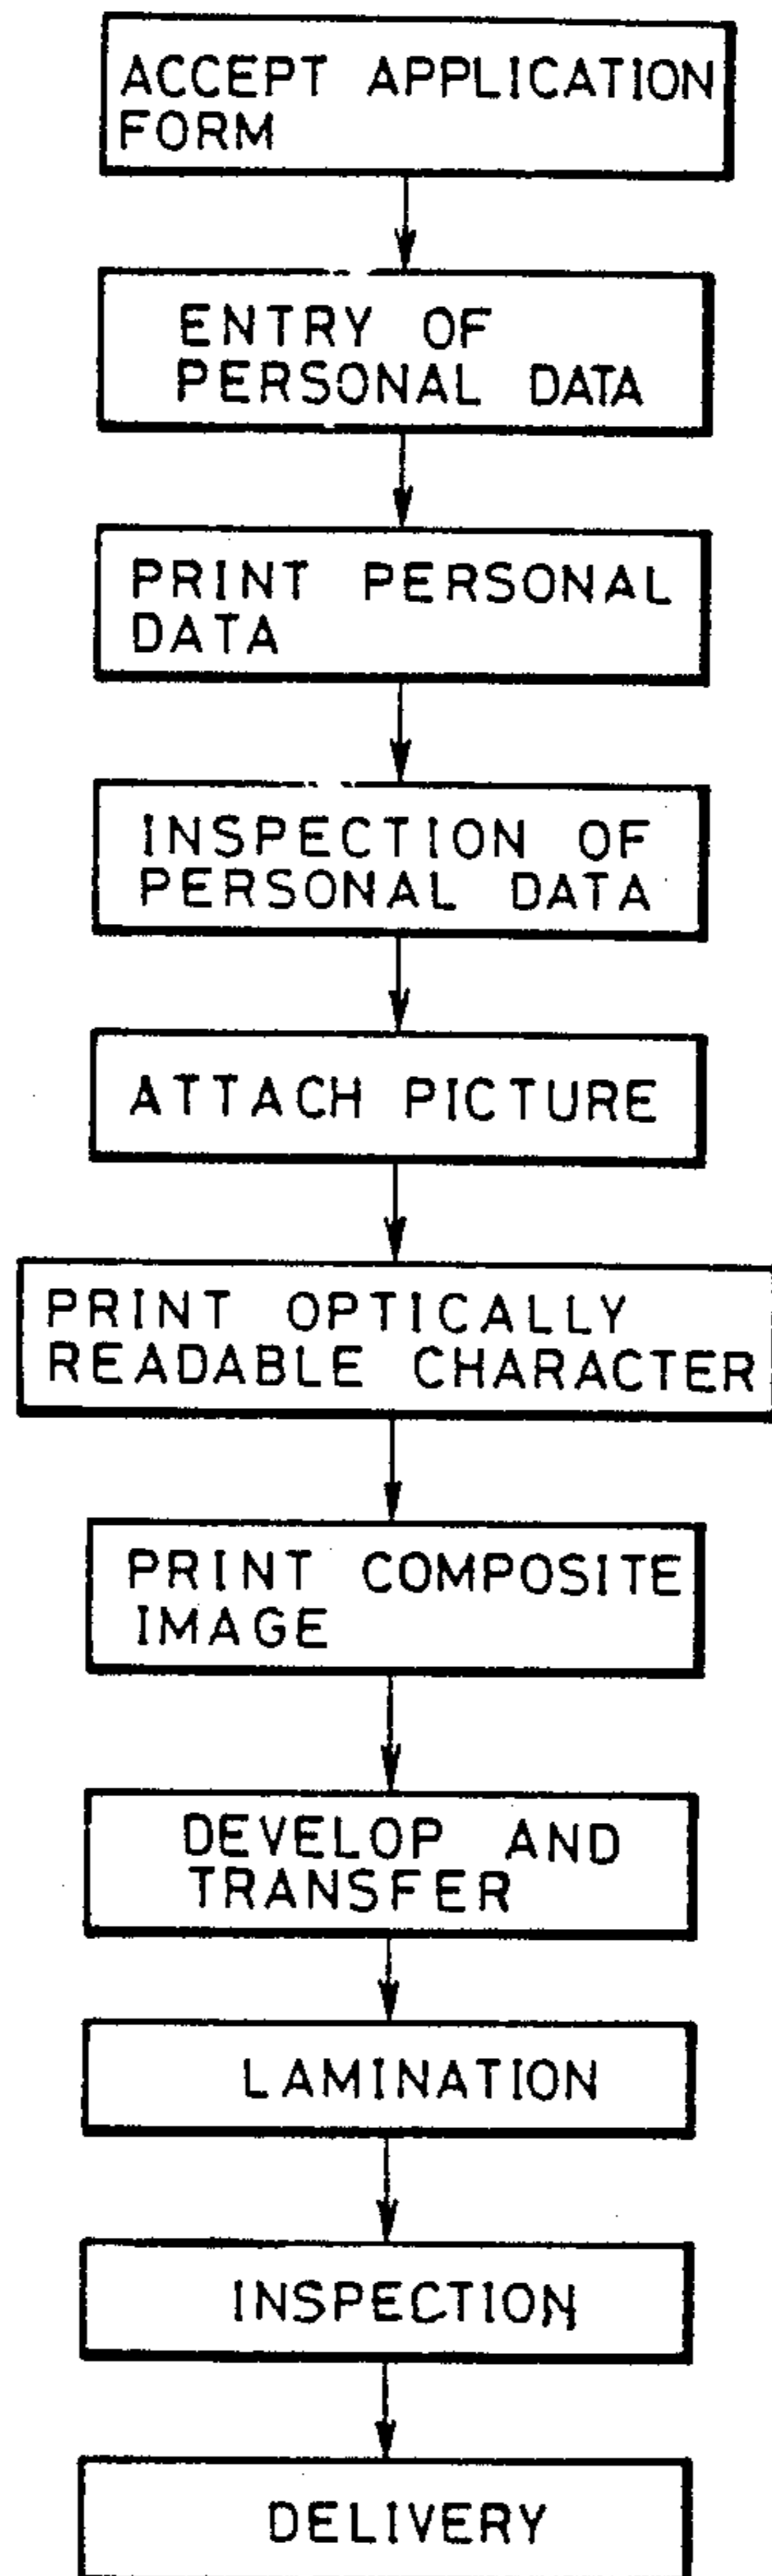 ACCEPT APPLICATION
FORM
ENTRY OF
PERSONAL DATA
PRINT PERSONAL
DATA
INSPECTION OF
PERSONAL DATA
ATTACH PICTURE
PRINT OPTICALLY
READABLE CHARACTER
PRINT COMPOSITE
IMAGE
DEVELOP AND
TRANSFER
LAMINATION
INSPECTION
DELIVERY